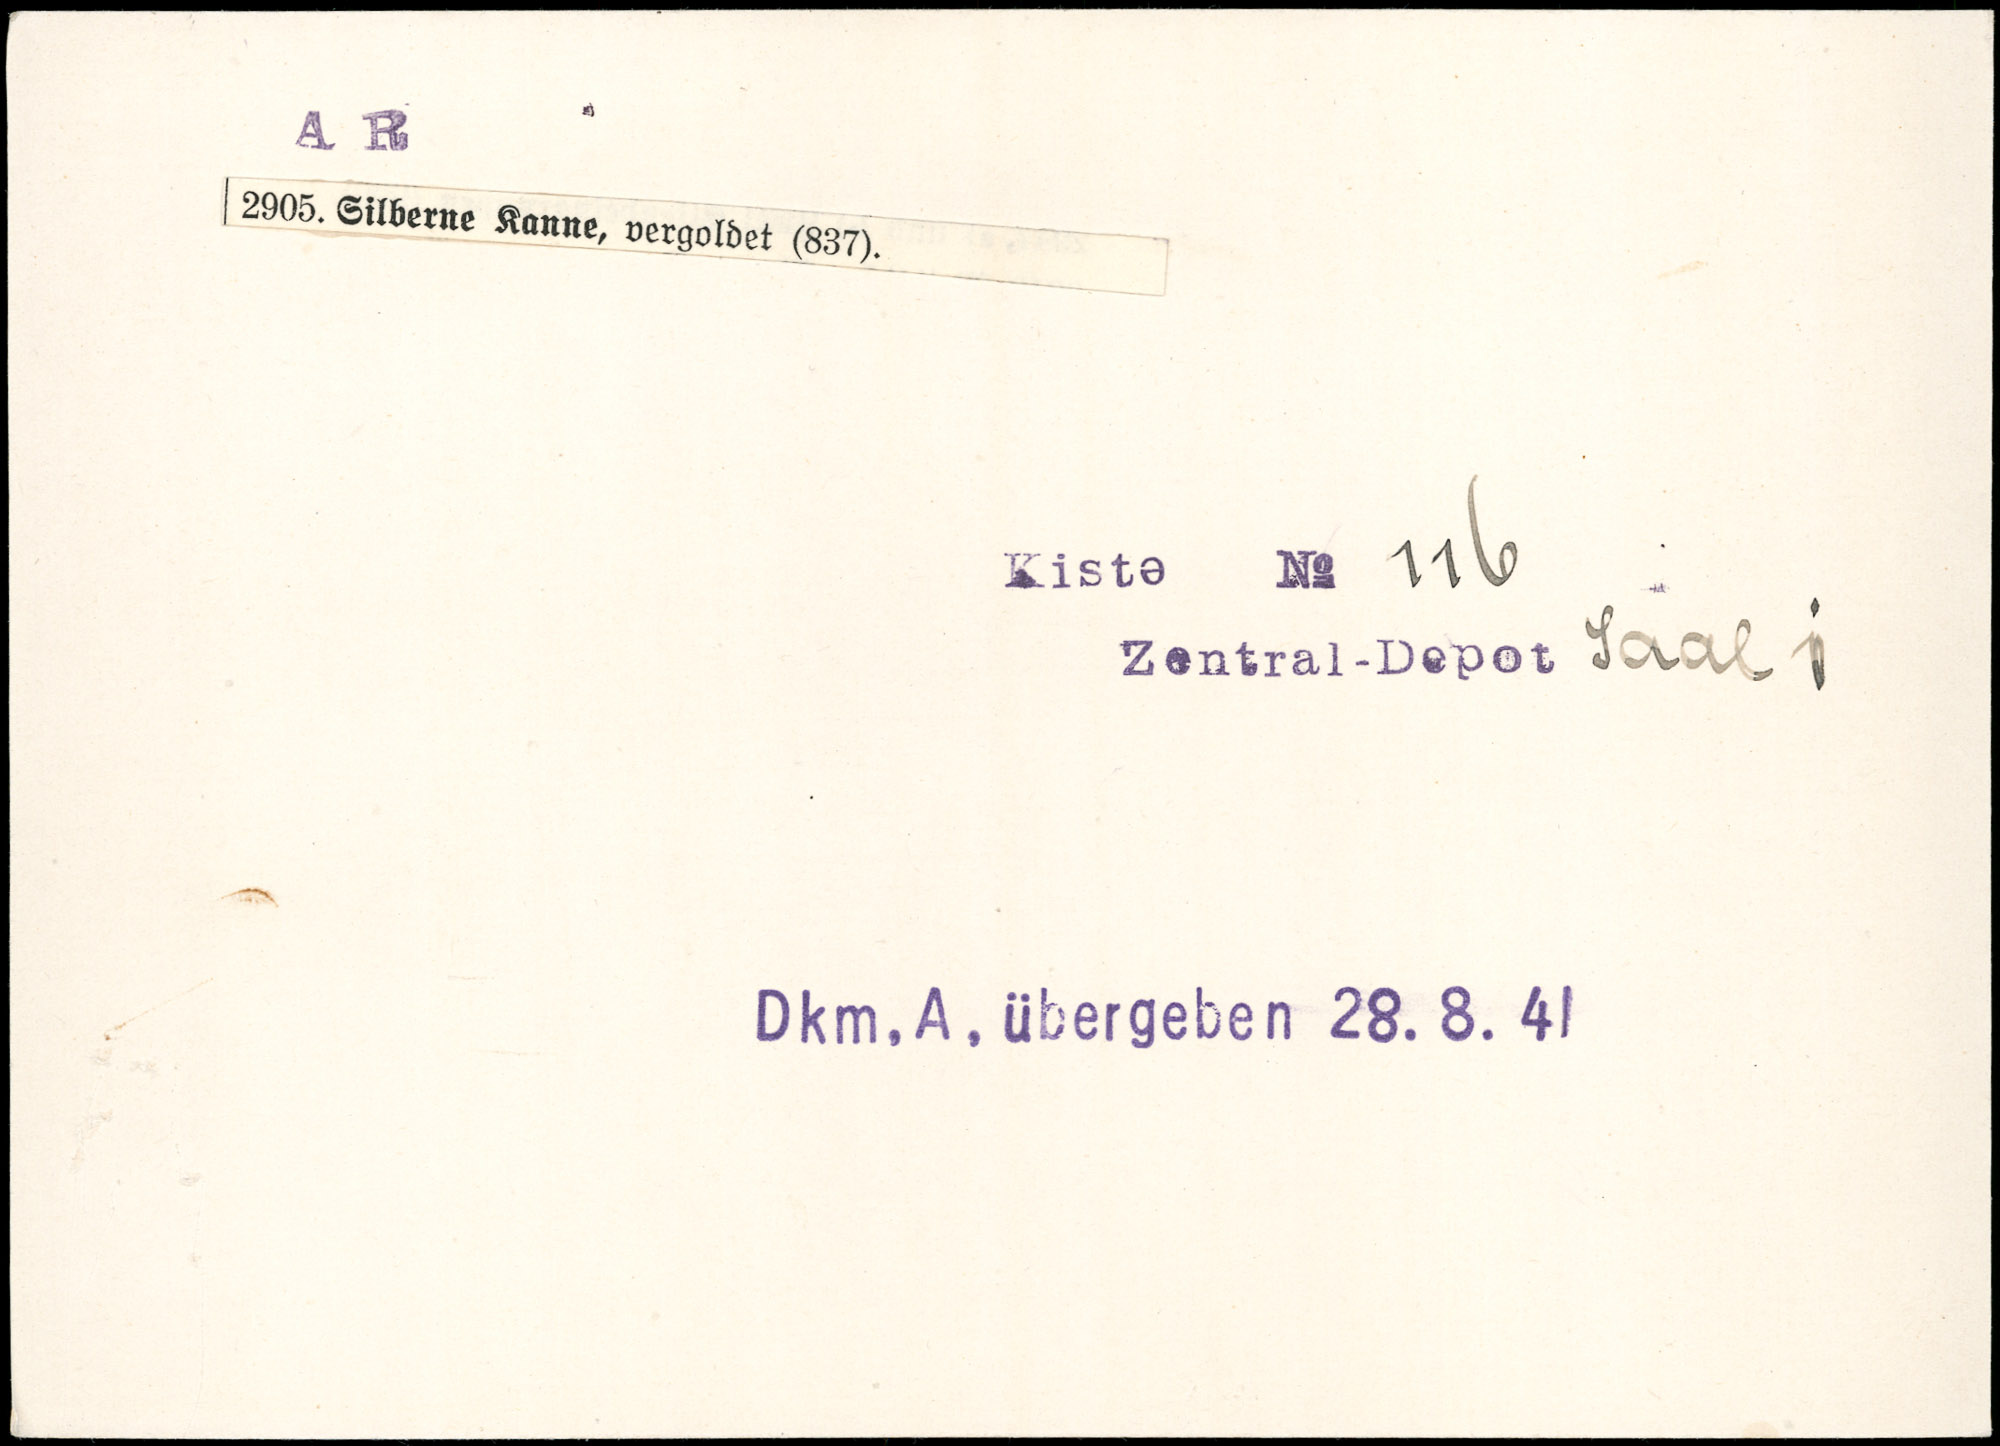 A R
2905. Silberne Kanne, vergoldet (837).
Kiste № 116
Zentral-Depot Saal j
Dkm. A. übergeben 28. 8. 41